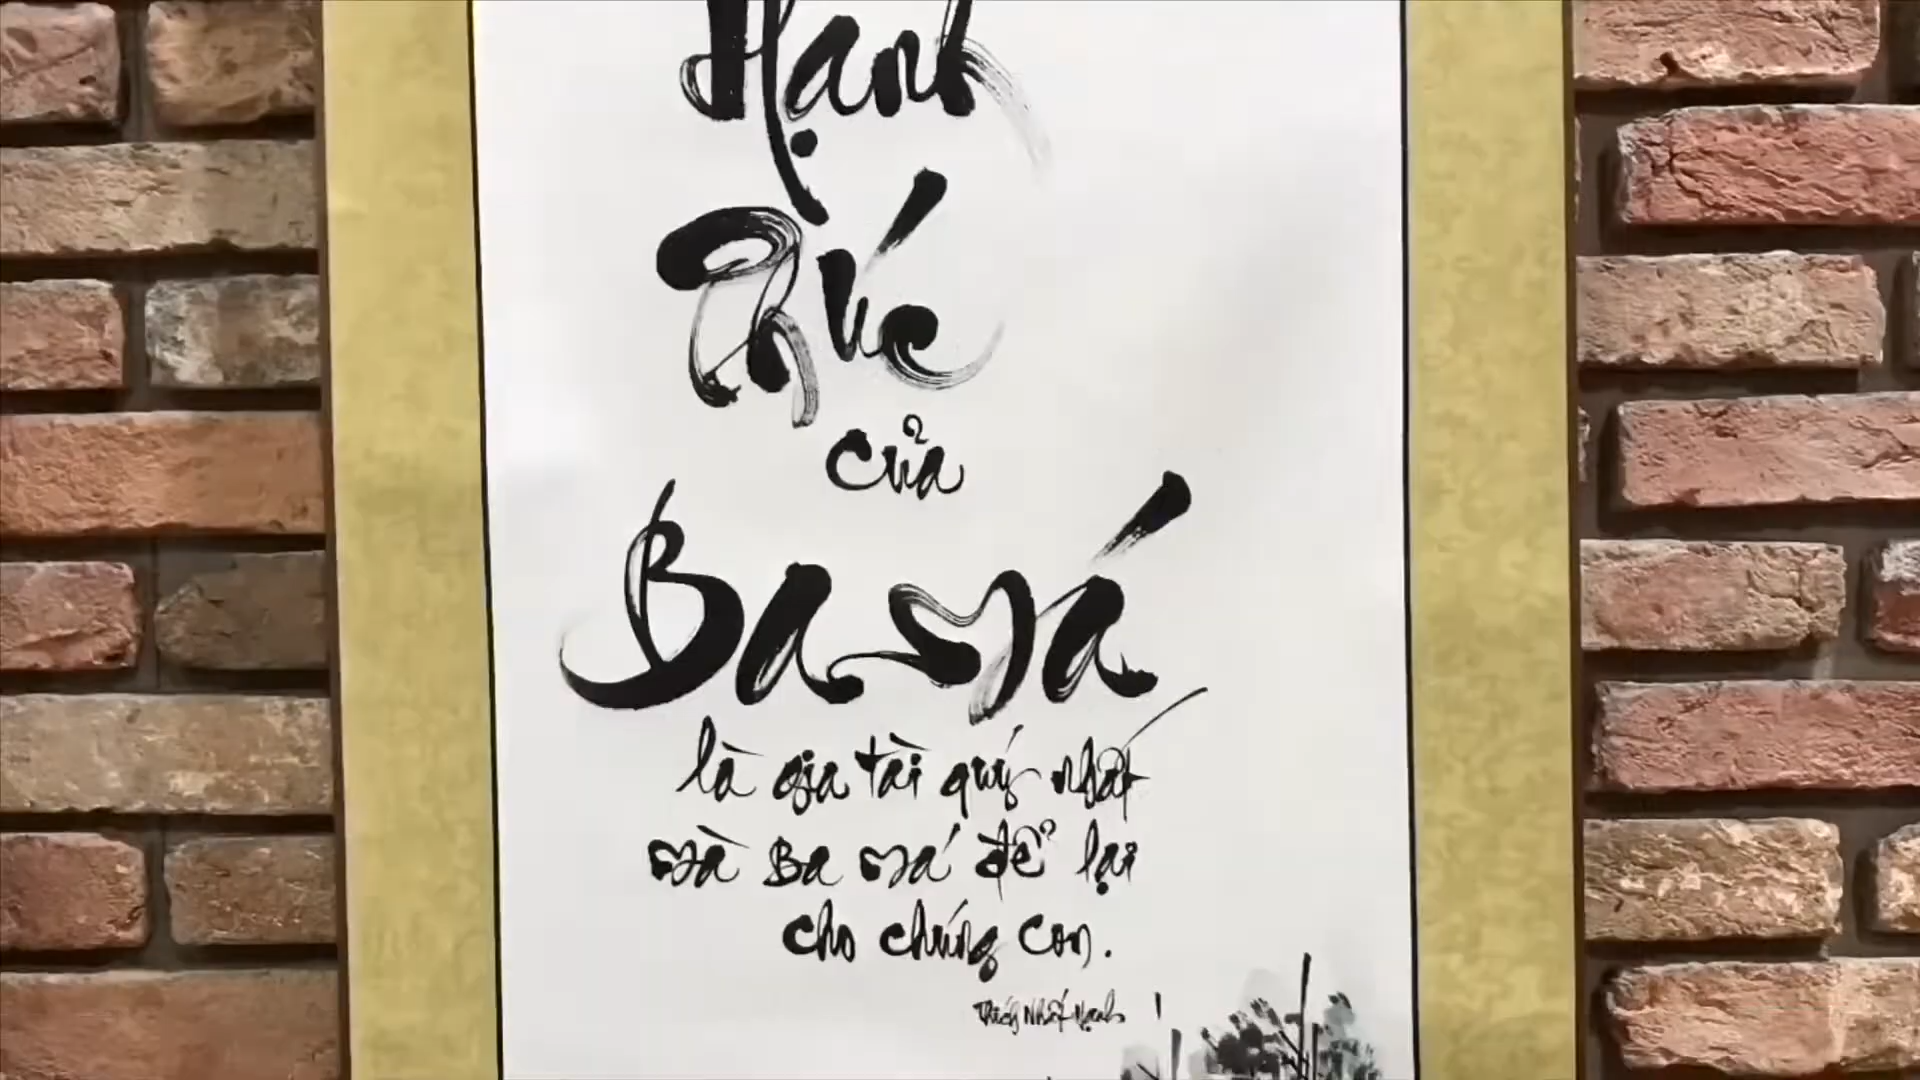 Hạnh
Phúc
của
Ba má
là gia tài quý nhất
mà Ba má để lại
cho chúng con.
Thích Nhất Hạnh